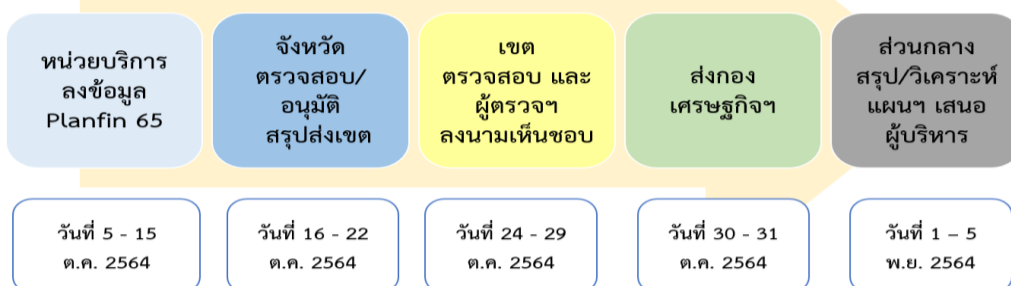 หน่วยบริการ
ลงข้อมูล
Planfin 65
จังหวัด
ตรวจสอบ/
อนุมัติ
สรุปส่งเขต
เขต
ตรวจสอบ และ
ผู้ตรวจฯ
ลงนามเห็นชอบ
ส่งกอง
เศรษฐกิจฯ
ส่วนกลาง
สรุป/วิเคราะห์
แผนฯ เสนอ
ผู้บริหาร
วันที่ 5 - 15
ต.ค. 2564
วันที่ 16 - 22
ต.ค. 2564
วันที่ 24 - 29
ต.ค. 2564
วันที่ 30 - 31
ต.ค. 2564
วันที่ 1 – 5
พ.ย. 2564